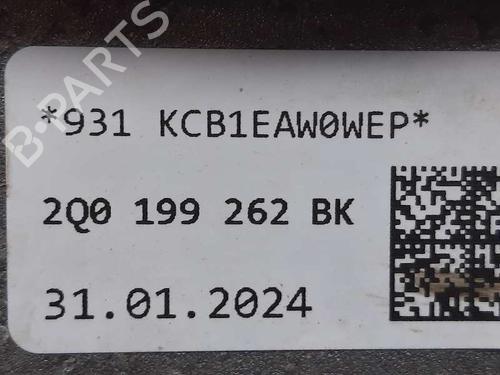 *931 KCB1EAW0WEP*
2Q0 199 262 BK
31.01.2024
B-PARTS